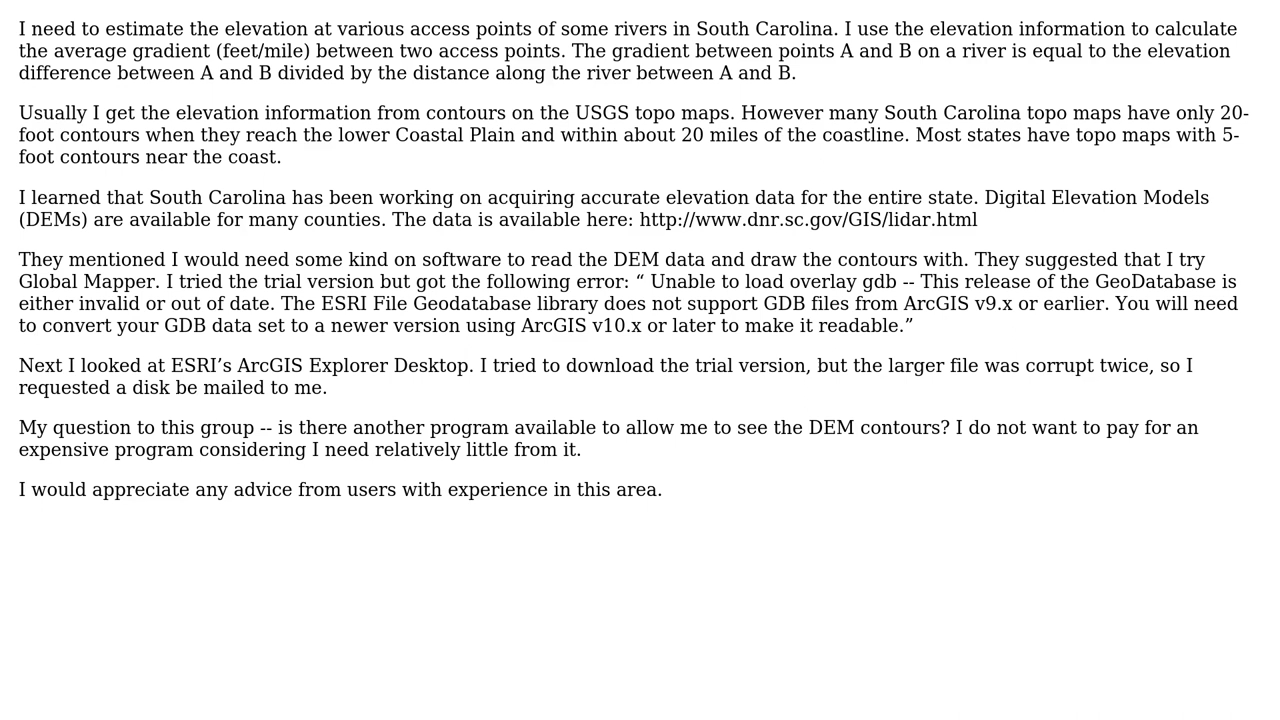 I need to estimate the elevation at various access points of some rivers in South Carolina. I use the elevation information to calculate
the average gradient (feet/mile) between two access points. The gradient between points A and B on a river is equal to the elevation
difference between A and B divided by the distance along the river between A and B.
Usually I get the elevation information from contours on the USGS topo maps. However many South Carolina topo maps have only 20-
foot contours when they reach the lower Coastal Plain and within about 20 miles of the coastline. Most states have topo maps with 5-
foot contours near the coast.
I learned that South Carolina has been working on acquiring accurate elevation data for the entire state. Digital Elevation Models
(DEMs) are available for many counties. The data is available here: http://www.dnr.sc.gov/GIS/lidar.html
They mentioned I would need some kind on software to read the DEM data and draw the contours with. They suggested that I try
Global Mapper. I tried the trial version but got the following error: “ Unable to load overlay gdb -- This release of the GeoDatabase is
either invalid or out of date. The ESRI File Geodatabase library does not support GDB files from ArcGIS v9.x or earlier. You will need
to convert your GDB data set to a newer version using ArcGIS v10.x or later to make it readable.”
Next I looked at ESRI’s ArcGIS Explorer Desktop. I tried to download the trial version, but the larger file was corrupt twice, so I
requested a disk be mailed to me.
My question to this group -- is there another program available to allow me to see the DEM contours? I do not want to pay for an
expensive program considering I need relatively little from it.
I would appreciate any advice from users with experience in this area.